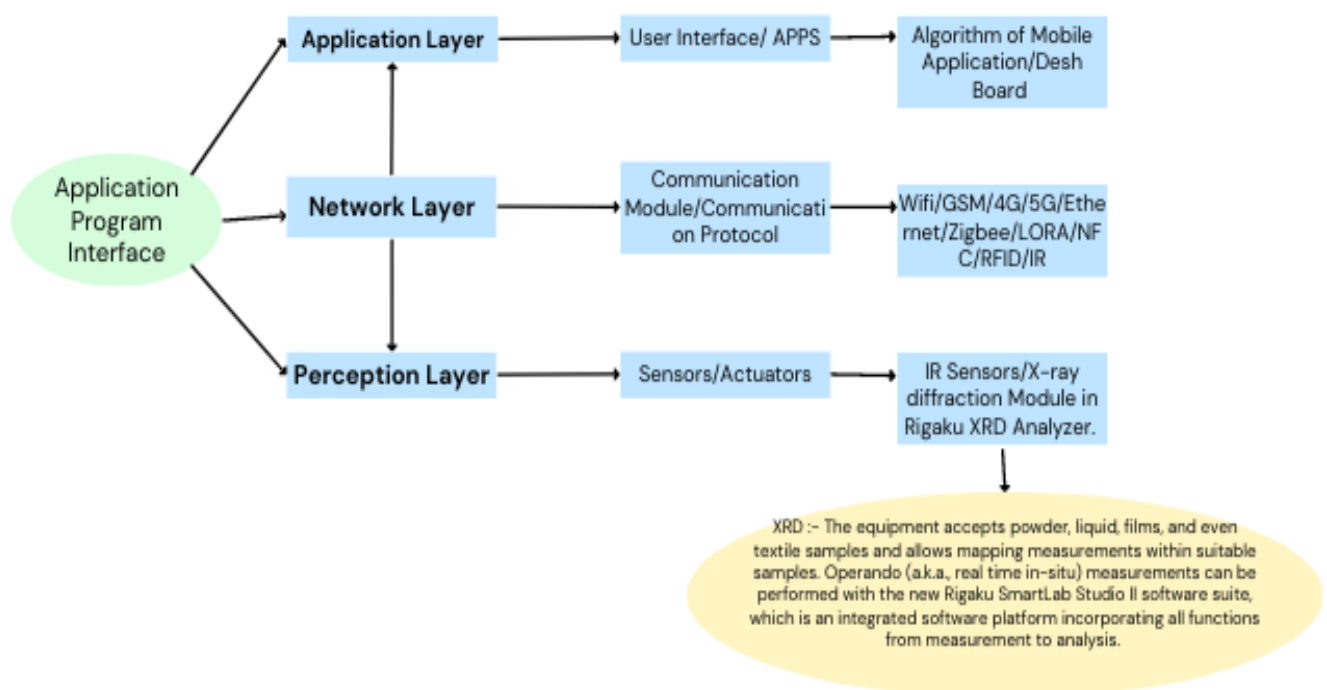 Application Layer
User Interface/ APPS
Algorithm of Mobile
Application/Desh
Board
Application
Program
Interface
Network Layer
Communication
Module/Communicati
on Protocol
Wifi/GSM/4G/5G/Ethe
rnet/Zigbee/LORA/NF
C/RFID/IR
Perception Layer
Sensors/Actuators
IR Sensors/X-ray
diffraction Module in
Rigaku XRD Analyzer.
XRD :- The equipment accepts powder, liquid, films, and even
textile samples and allows mapping measurements within suitable
samples. Operando (a.k.a., real time in-situ) measurements can be
performed with the new Rigaku SmartLab Studio II software suite,
which is an integrated software platform incorporating all functions
from measurement to analysis.